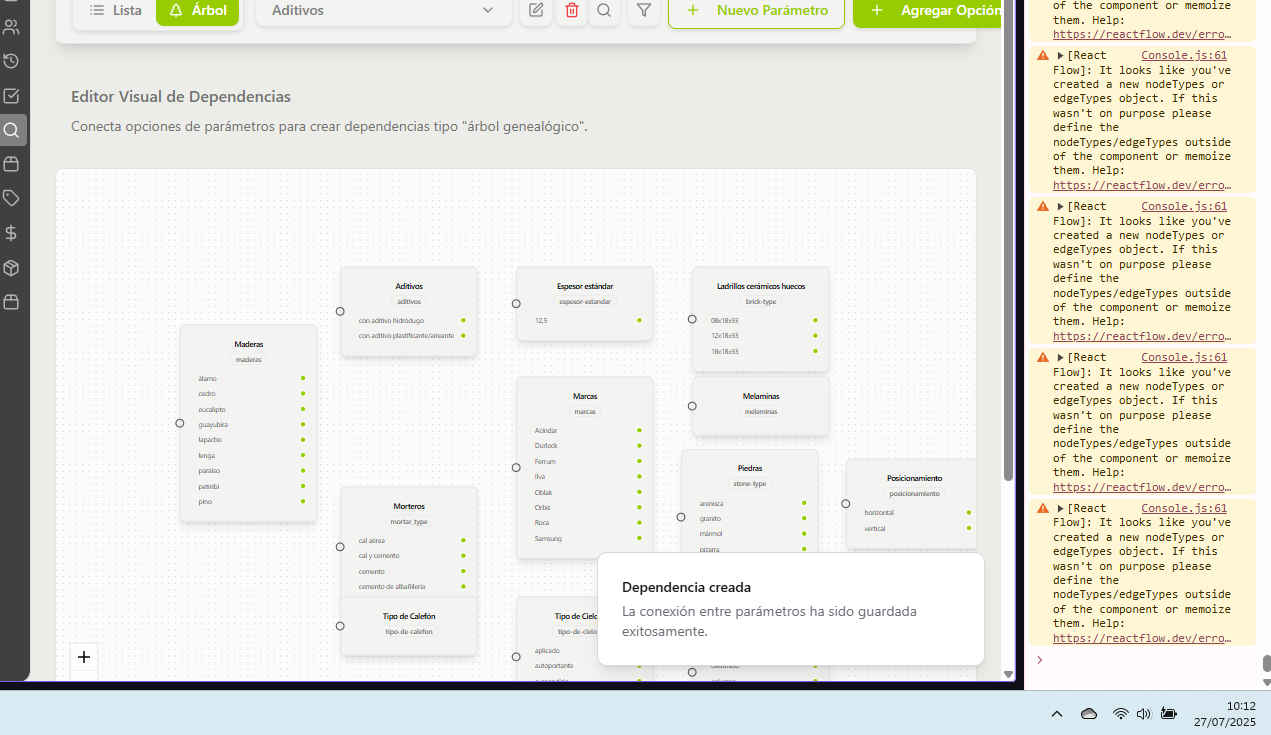 Lista
Árbol
Aditivos
+ Nuevo Parámetro
+ Agregar Opción
Editor Visual de Dependencias
Conecta opciones de parámetros para crear dependencias tipo "árbol genealógico".
Aditivos
aditivos
con aditivo hidrófugo
con aditivo plastificante/aireante
Espesor estándar
espesor-estandar
12,5
Ladrillos cerámicos huecos
brick-type
08x18x33
12x18x33
18x18x33
Maderas
maderas
álamo
cedro
eucalipto
guayubira
lapacho
lenga
paraíso
petiribí
pino
Marcas
marcas
Acindar
Durlock
Ferrum
Ilva
Oblak
Orbis
Roca
Samsung
Melaminas
melaminas
Piedras
stone-type
arenisca
granito
mármol
pizarra
Posicionamiento
posicionamiento
horizontal
vertical
Morteros
mortar_type
cal aérea
cal y cemento
cemento
cemento de albañilería
Tipo de Calefón
tipo-de-calefon
Tipo de Cielo
tipo-de-cielo
aplicado
autoportante
Dependencia creada
La conexión entre parámetros ha sido guardada
exitosamente.
of the component or memoize
them. Help:
https://reactflow.dev/erro…
[React Console.js:61
Flow]: It looks like you've
created a new nodeTypes or
edgeTypes object. If this
wasn't on purpose please
define the
nodeTypes/edgeTypes outside
of the component or memoize
them. Help:
https://reactflow.dev/erro…
[React Console.js:61
Flow]: It looks like you've
created a new nodeTypes or
edgeTypes object. If this
wasn't on purpose please
define the
nodeTypes/edgeTypes outside
of the component or memoize
them. Help:
https://reactflow.dev/erro…
[React Console.js:61
Flow]: It looks like you've
created a new nodeTypes or
edgeTypes object. If this
wasn't on purpose please
define the
nodeTypes/edgeTypes outside
of the component or memoize
them. Help:
https://reactflow.dev/erro…
[React Console.js:61
Flow]: It looks like you've
created a new nodeTypes or
edgeTypes object. If this
wasn't on purpose please
define the
nodeTypes/edgeTypes outside
of the component or memoize
them. Help:
https://reactflow.dev/erro…
10:12
27/07/2025